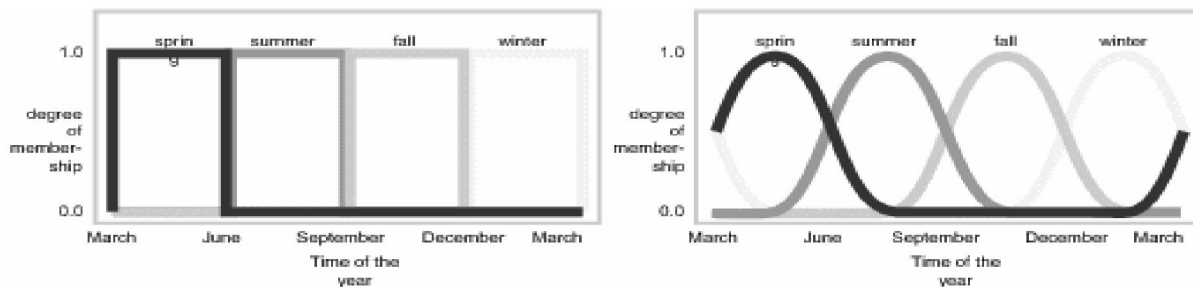 sprin
g
summer
fall
winter
1.0
degree
of
member-
ship
0.0
March
June
September
December
March
Time of the
year
sprin
g
summer
fall
winter
1.0
degree
of
member-
ship
0.0
March
June
September
December
March
Time of the
year